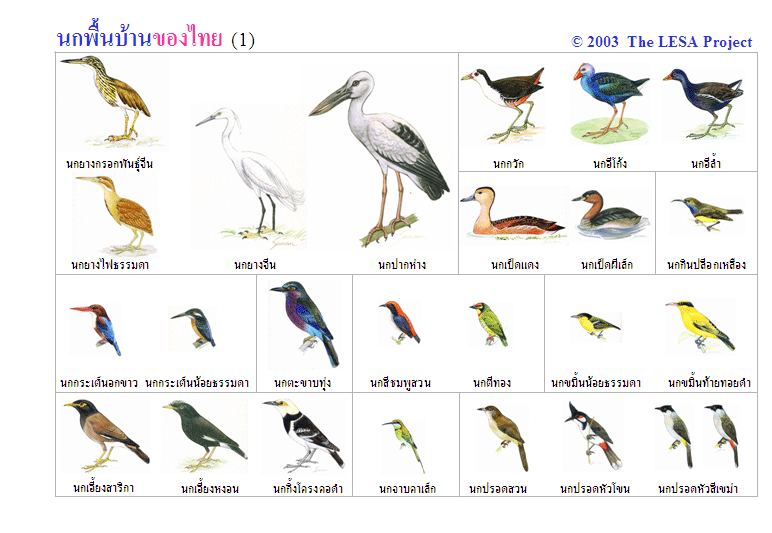 นกพื้นบ้านของไทย (1)
© 2003 The LESA Project
นกยางกรอกพันธุ์จีน
นกกวัก
นกอีโก้ง
นกอีล้ำ
นกยางไฟธรรมดา
นกยางจีน
นกปากห่าง
นกเป็ดแดง
นกเป็ดผีเล็ก
นกกินปลีอกเหลือง
นกกระเต็นอกขาว
นกกระเต็นน้อยธรรมดา
นกตะขาบทุ่ง
นกสีชมพูสวน
นกตีทอง
นกขมิ้นน้อยธรรมดา
นกขมิ้นท้ายทอยดำ
นกเอี้ยงสาริกา
นกเอี้ยงหงอน
นกกิ้งโครงคอดำ
นกจาบคาเล็ก
นกปรอดสวน
นกปรอดหัวโขน
นกปรอดหัวสีเขม่า